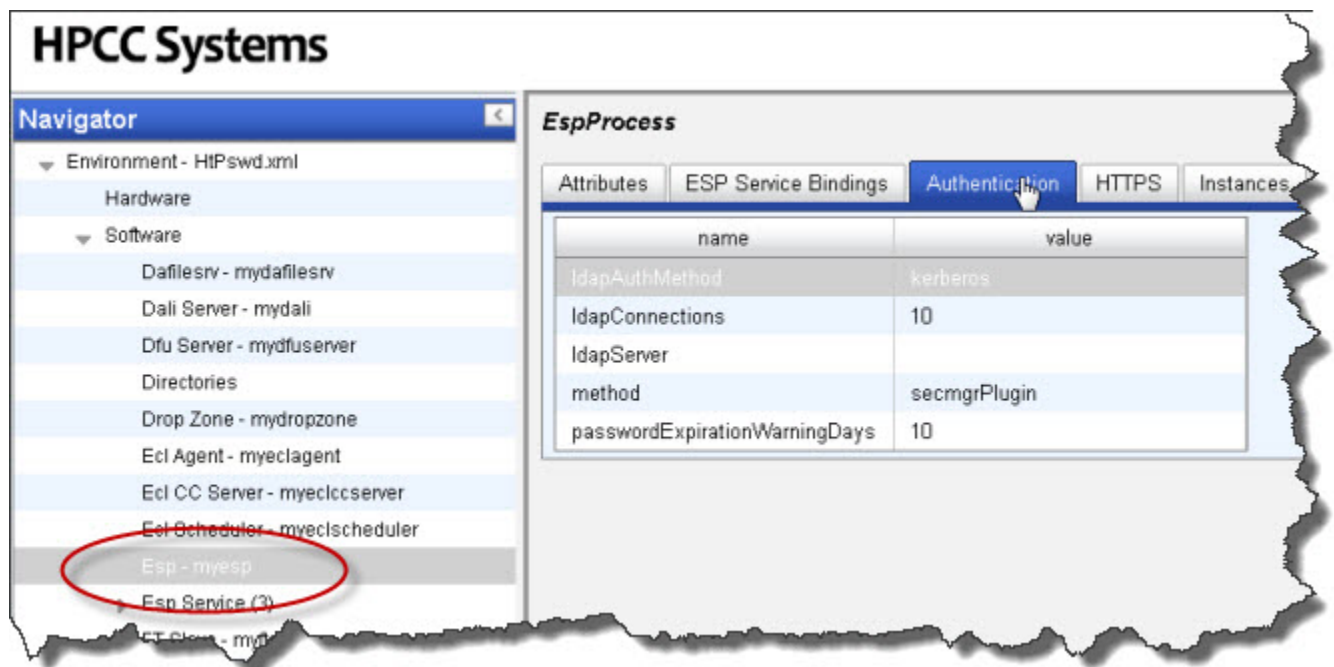 HPCC Systems
Navigator
Environment - HtPswd.xml
Hardware
Software
Dafilesrv - mydafilesrv
Dali Server - mydali
Dfu Server - mydfuserver
Directories
Drop Zone - mydropzone
Ecl Agent - myeclagent
Ecl CC Server - myeclccserver
Ecl Scheduler - myeclscheduler
Esp - myesp
Esp Service (3)
EspProcess
Attributes ESP Service Bindings Authentication HTTPS Instances
name value
ldapAuthMethod kerberos
ldapConnections 10
ldapServer
method secmgrPlugin
passwordExpirationWarningDays 10